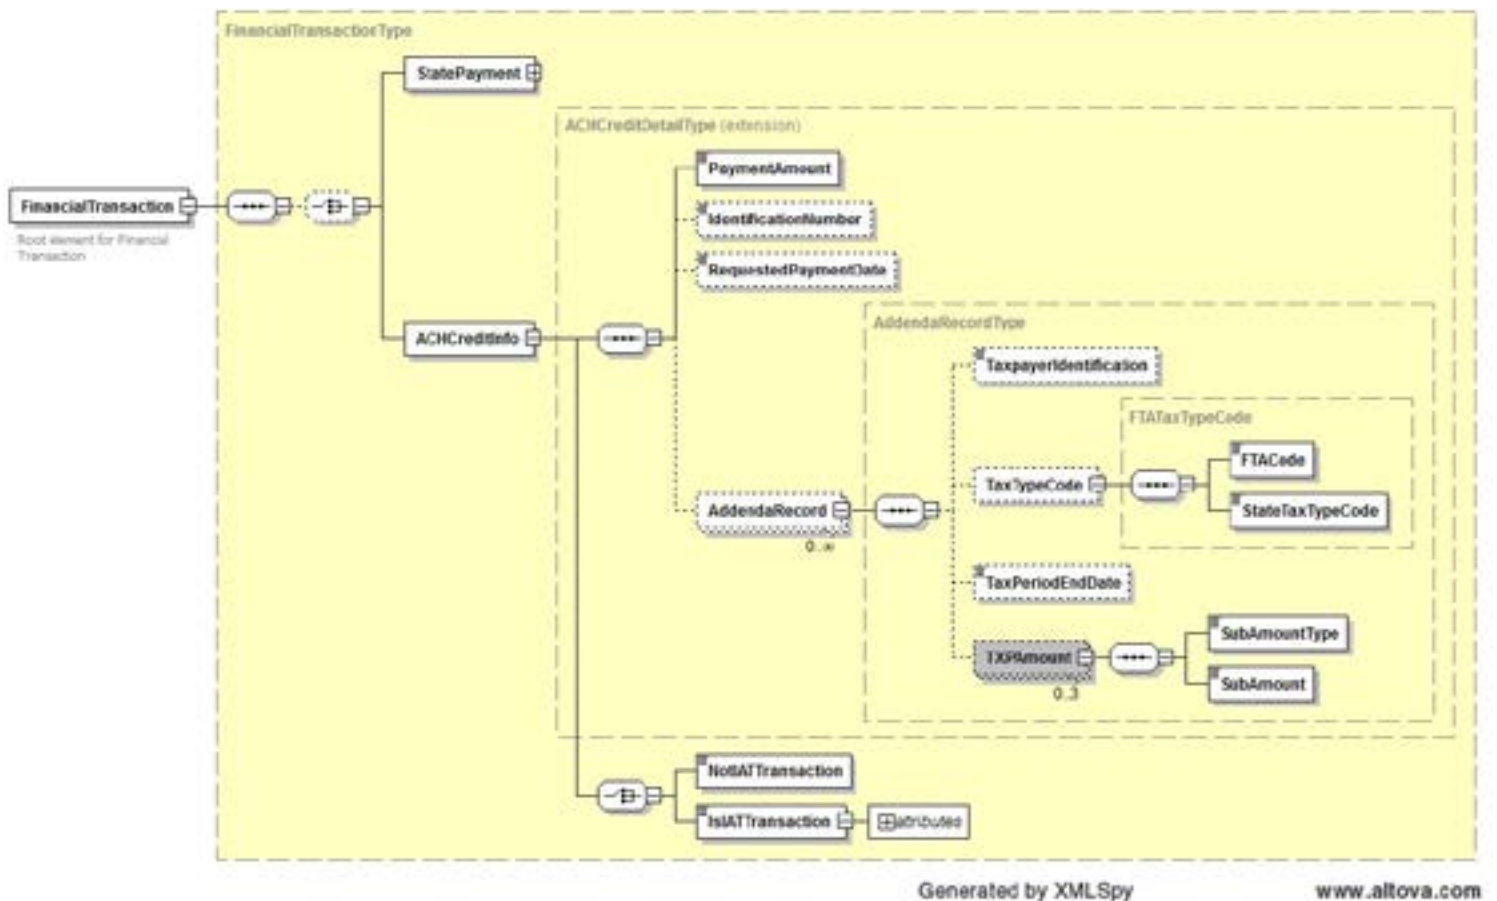 FinancialTransactionType
StatePayment
ACHCreditDetailType (extension)
PaymentAmount
FinancialTransaction
IdentificationNumber
Root element for Financial
Transaction
RequestedPaymentDate
AddendaRecordType
ACHCreditInfo
TaxpayerIdentification
FTATaxTypeCode
FTACode
TaxTypeCode
AddendaRecord
StateTaxTypeCode
0..∞
TaxPeriodEndDate
SubAmountType
TXPAmount
SubAmount
0..3
NotIATTransaction
IsIATTransaction
attributes
Generated by XMLSpy
www.altova.com